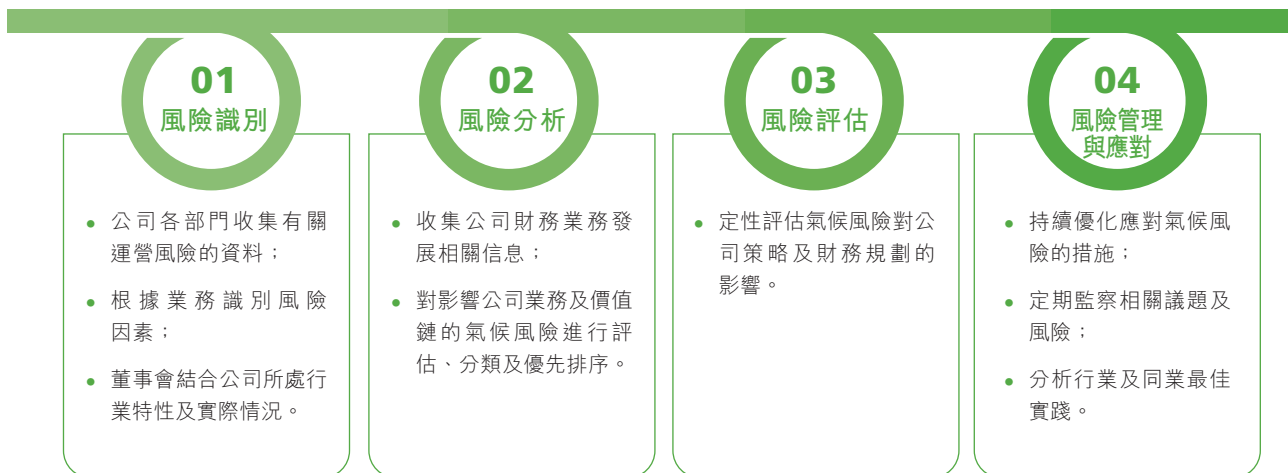 01
風險識別
• 公司各部門收集有關
運營風險的資料；
• 根據業務識別風險
因素；
• 董事會結合公司所處行
業特性及實際情況。
02
風險分析
• 收集公司財務業務發
展相關信息；
• 對影響公司業務及價值
鏈的氣候風險進行評
估、分類及優先排序。
03
風險評估
• 定性評估氣候風險對公
司策略及財務規劃的
影響。
04
風險管理
與應對
• 持續優化應對氣候風
險的措施；
• 定期監察相關議題及
風險；
• 分析行業及同業最佳
實踐。